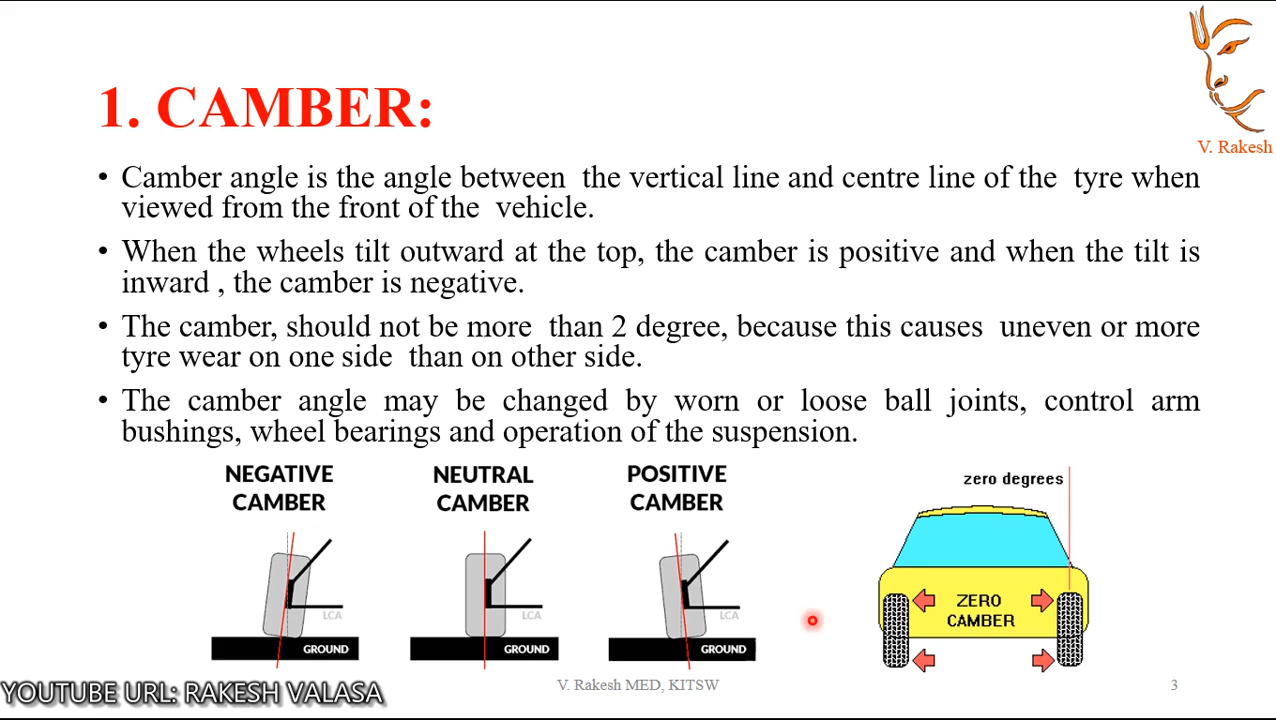 V. Rakesh
1. CAMBER:
• Camber angle is the angle between the vertical line and centre line of the tyre when
viewed from the front of the vehicle.
• When the wheels tilt outward at the top, the camber is positive and when the tilt is
inward , the camber is negative.
• The camber, should not be more than 2 degree, because this causes uneven or more
tyre wear on one side than on other side.
• The camber angle may be changed by worn or loose ball joints, control arm
bushings, wheel bearings and operation of the suspension.
NEGATIVE
CAMBER
LCA
GROUND
NEUTRAL
CAMBER
LCA
GROUND
POSITIVE
CAMBER
LCA
GROUND
zero degrees
ZERO
CAMBER
YOUTUBE URL: RAKESH VALASA
V. Rakesh MED, KITSW
3